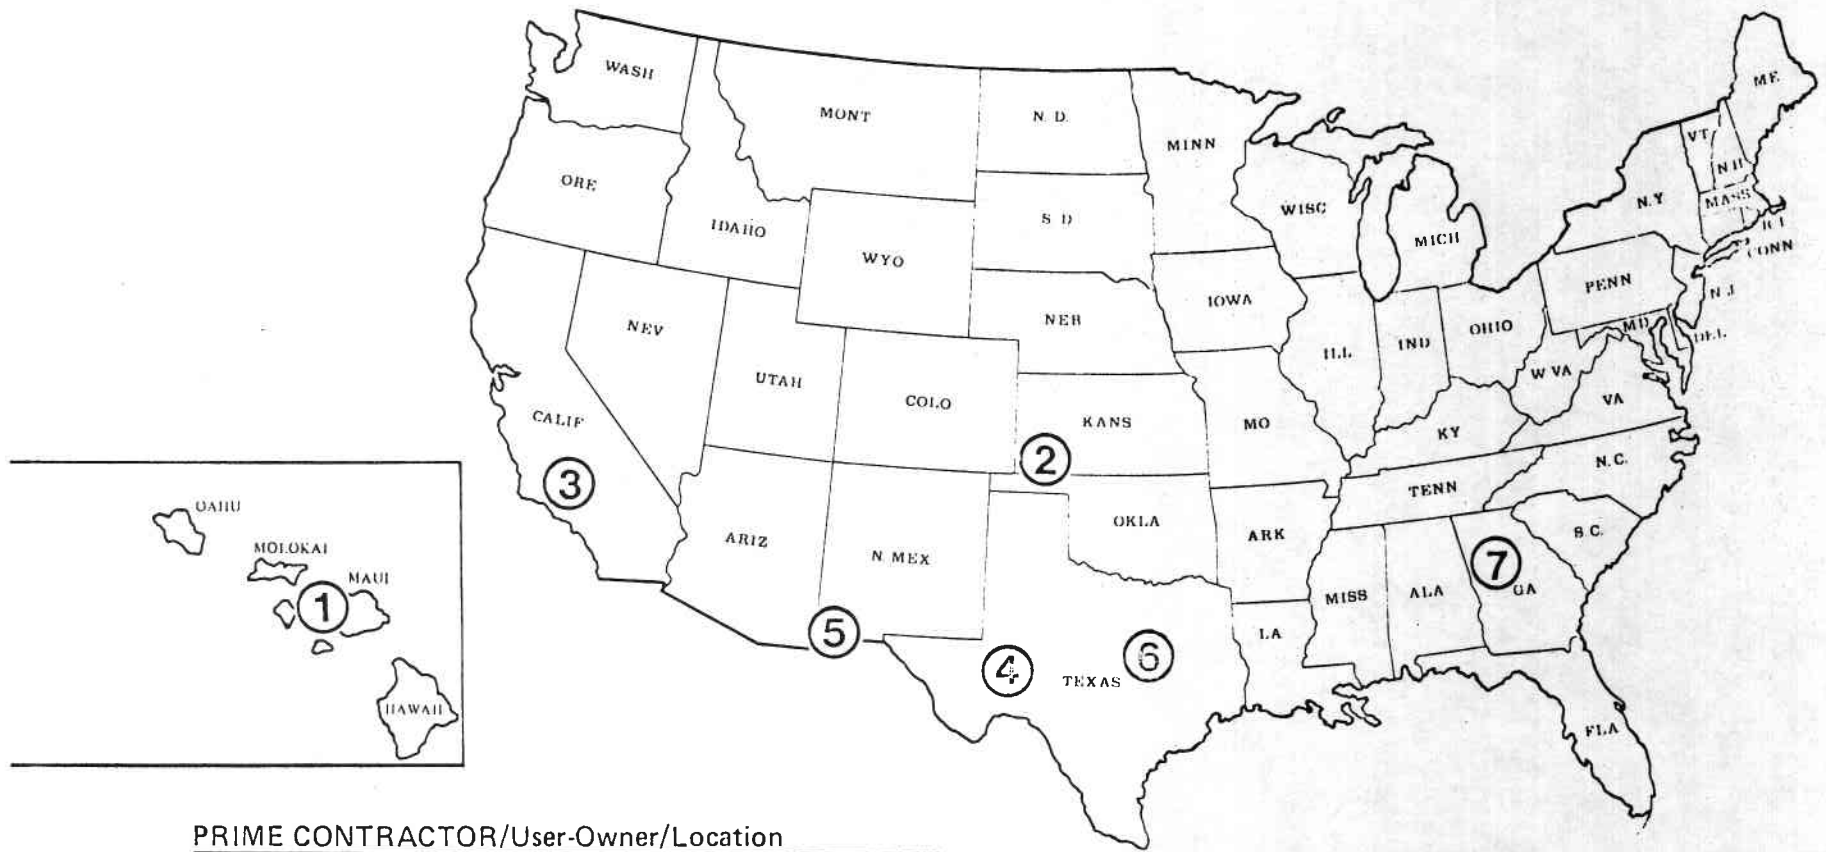 WASH
MONT
N. D.
MINN
ME
VT
N H
ORE
IDAHO
WYO
S D
WISC
MICH
N.Y
MASS
R I
CONN
NEV
UTAH
COLO
NEB
IOWA
ILL
IND
OHIO
PENN
N J
MD
DEL
W VA
VA
CALIF
KANS
MO
KY
N.C.
TENN
S C.
3
2
ARIZ
N. MEX
OKLA
ARK
MISS
ALA
7
GA
OAHU
MOLOKAI
MAUI
1
HAWAII
5
4
TEXAS
6
LA
FLA
PRIME CONTRACTOR/User-Owner/Location